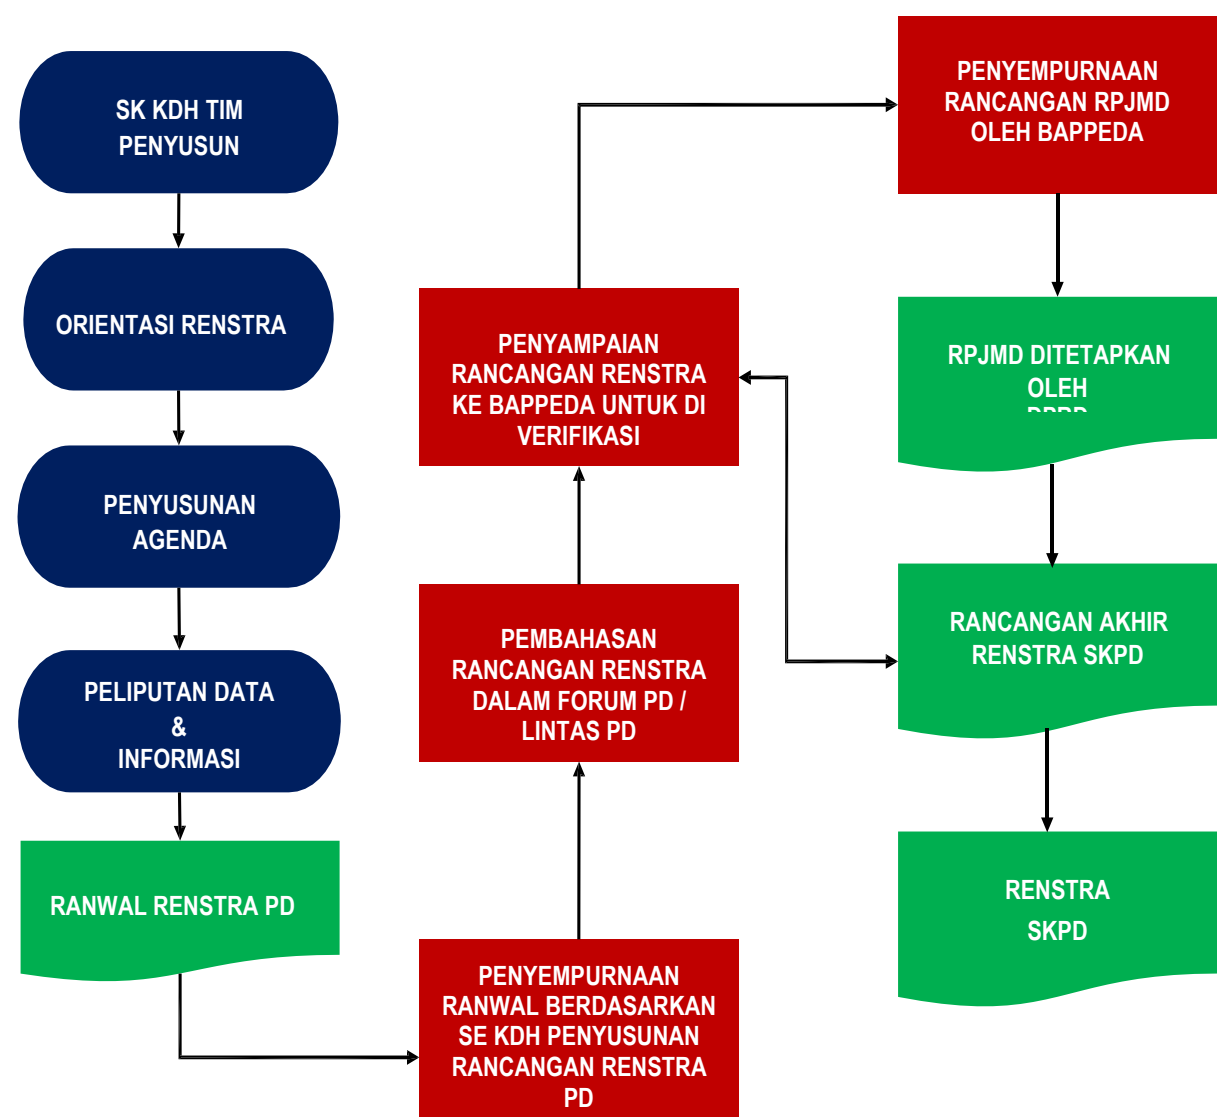 SK KDH TIM
PENYUSUN
ORIENTASI RENSTRA
PENYUSUNAN
AGENDA
PELIPUTAN DATA
&
INFORMASI
RANWAL RENSTRA PD
PENYAMPAIAN
RANCANGAN RENSTRA
KE BAPPEDA UNTUK DI
VERIFIKASI
PEMBAHASAN
RANCANGAN RENSTRA
DALAM FORUM PD /
LINTAS PD
PENYEMPURNAAN
RANWAL BERDASARKAN
SE KDH PENYUSUNAN
RANCANGAN RENSTRA
PD
PENYEMPURNAAN
RANCANGAN RPJMD
OLEH BAPPEDA
RPJMD DITETAPKAN
OLEH
RANCANGAN AKHIR
RENSTRA SKPD
RENSTRA
SKPD